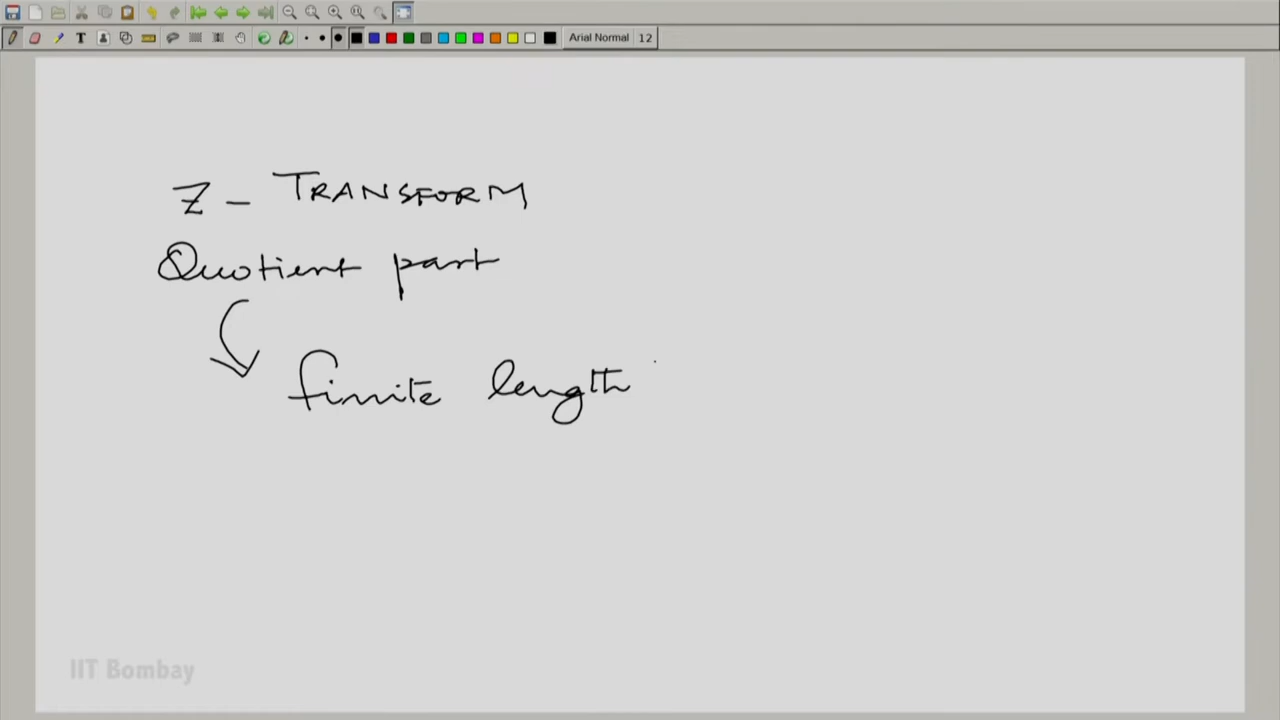 Arial Normal 12
Z - TRANSFORM
Quotient part
finite length
IIT Bombay